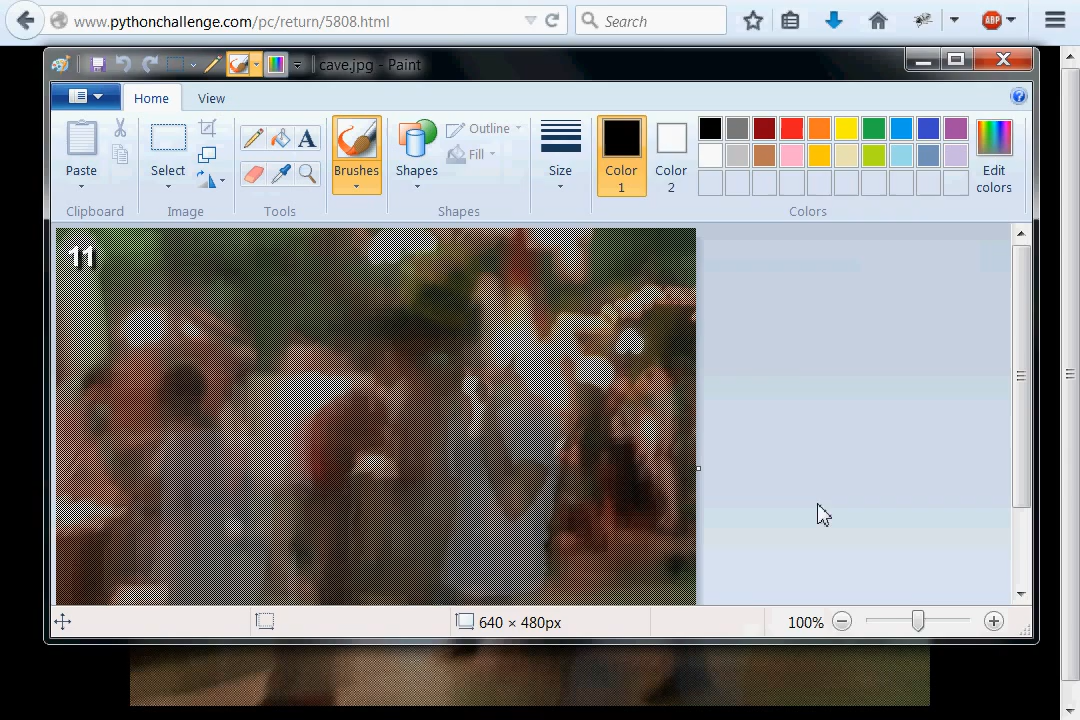 www.pythonchallenge.com/pc/return/5808.html
Search
ABP
cave.jpg - Paint
Home
View
Paste
Select
Brushes
Shapes
Outline
Fill
Size
Color 1
Color 2
Edit colors
Clipboard
Image
Tools
Shapes
Colors
11
640 × 480px
100%